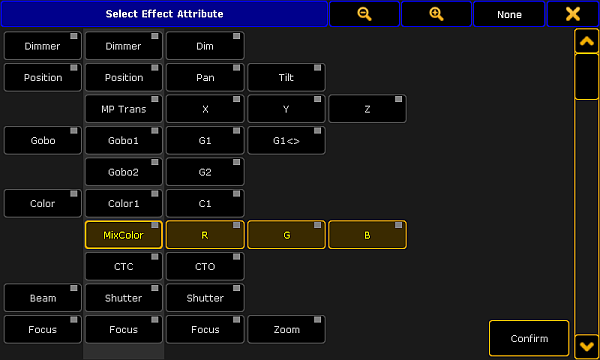 Select Effect Attribute None
Dimmer Dimmer Dim
Position Position Pan Tilt
MP Trans X Y Z
Gobo Gobo1 G1 G1<>
Gobo2 G2
Color Color1 C1
MixColor R G B
CTC CTO
Beam Shutter Shutter
Focus Focus Focus Zoom
Confirm